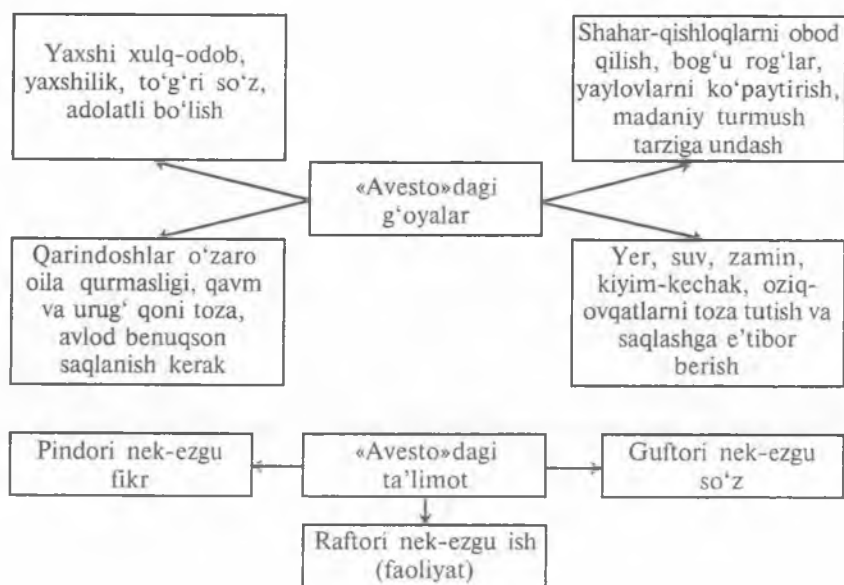 Yaxshi xulq-odob,
yaxshilik, to‘g‘ri so‘z,
adolatli bo‘lish
Shahar-qishloqlarni obod
qilish, bog‘u rog‘lar,
yaylovlarni ko‘paytirish,
madaniy turmush
tarziga undash
«Avesto»dagi
g‘oyalar
Qarindoshlar o‘zaro
oila qurmasligi, qavm
va urug‘ qoni toza,
avlod benuqson
saqlanish kerak
Yer, suv, zamin,
kiyim-kechak, oziq-
ovqatlarni toza tutish va
saqlashga e’tibor
berish
Pindori nek-ezgu
fikr
«Avesto»dagi
ta’limot
Guftori nek-ezgu
so‘z
Raftori nek-ezgu ish
(faoliyat)